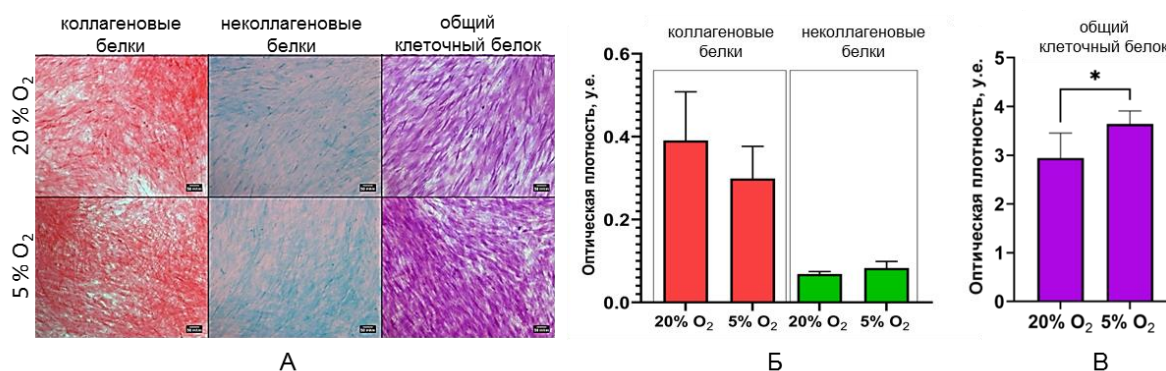 коллагеновые
белки
неколлагеновые
белки
общий
клеточный белок
20 % O₂
5 % O₂
А
Оптическая плотность, у.е.
0.6
0.4
0.2
0.0
коллагеновые
белки
неколлагеновые
белки
20% O₂
5% O₂
20% O₂
5% O₂
Б
общий
клеточный белок
Оптическая плотность, у.е.
5
4
3
2
1
0
*
20% O₂
5% O₂
В